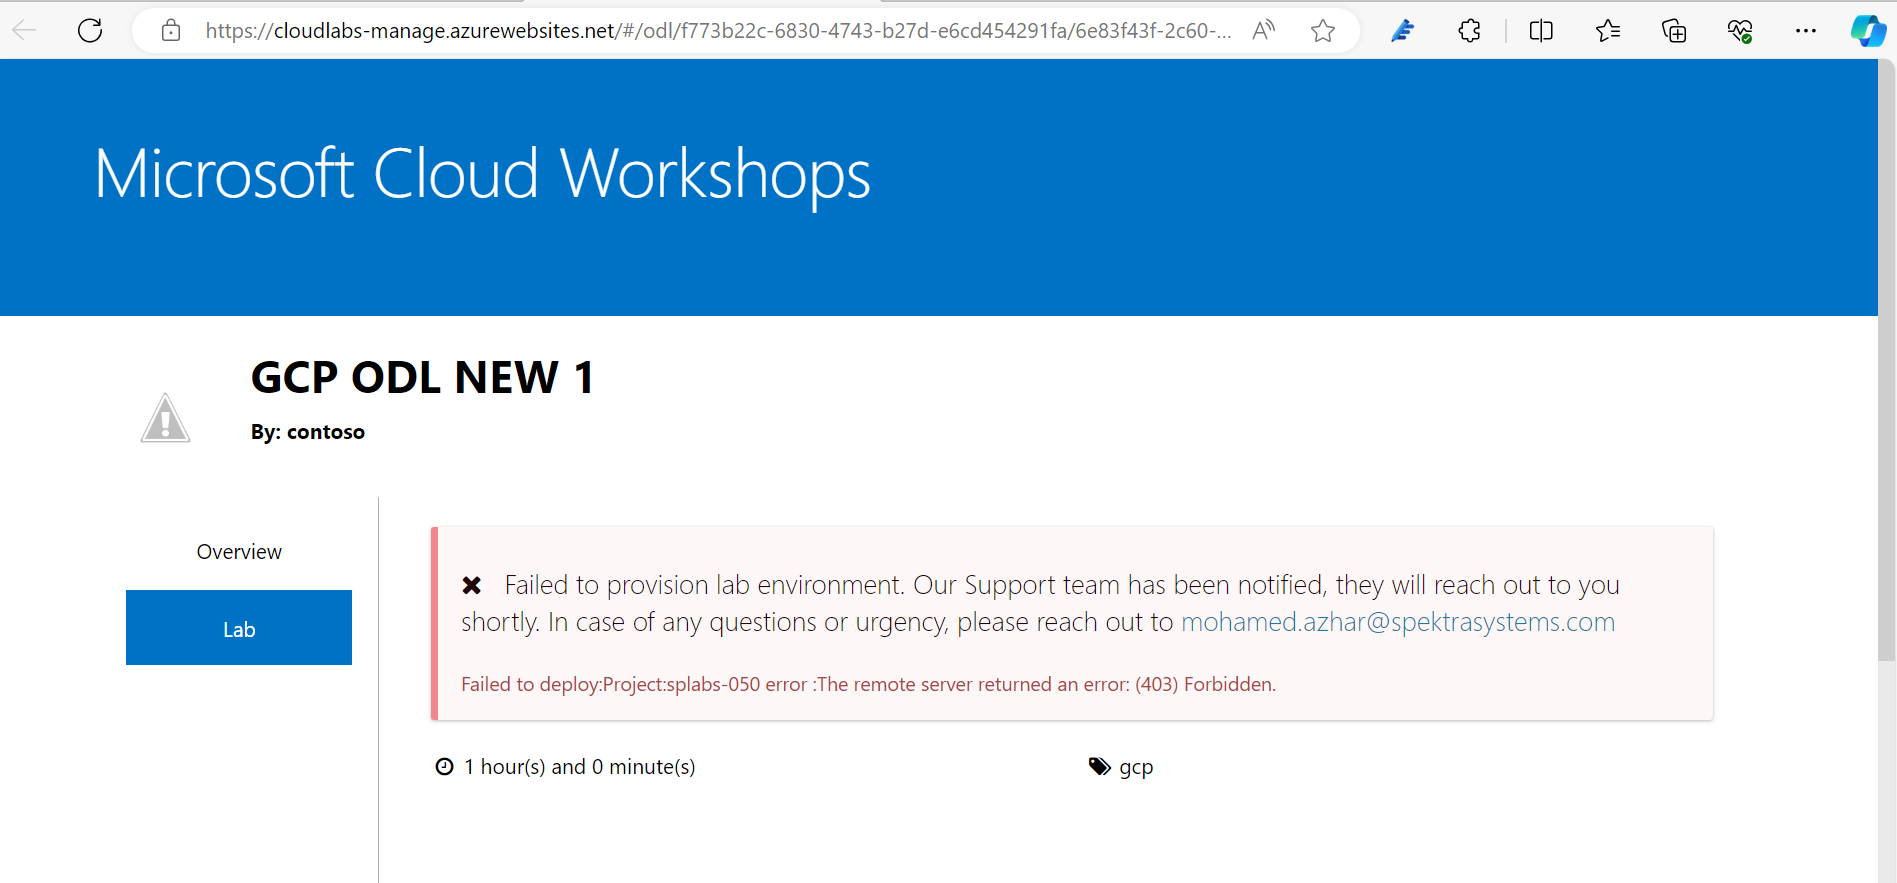 https://cloudlabs-manage.azurewebsites.net/#/odl/f773b22c-6830-4743-b27d-e6cd454291fa/6e83f43f-2c60-...
Microsoft Cloud Workshops
GCP ODL NEW 1
By: contoso
Overview
Lab
Failed to provision lab environment. Our Support team has been notified, they will reach out to you
shortly. In case of any questions or urgency, please reach out to mohamed.azhar@spektrasystems.com
Failed to deploy:Project:splabs-050 error :The remote server returned an error: (403) Forbidden.
1 hour(s) and 0 minute(s)
gcp